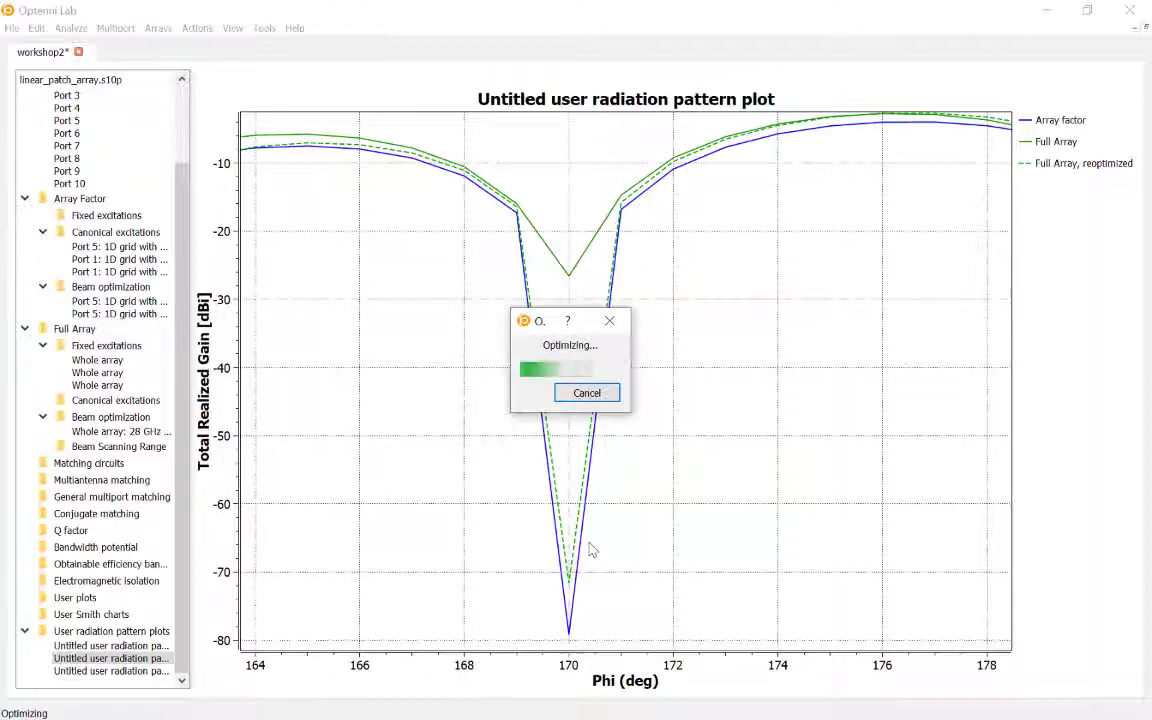 Optenni Lab
File Edit Analyze Multiport Arrays Actions View Tools Help
workshop2*
linear_patch_array.s10p
Port 3
Port 4
Port 5
Port 6
Port 7
Port 8
Port 9
Port 10
Array Factor
Fixed excitations
Canonical excitations
Port 5: 1D grid with ...
Port 1: 1D grid with ...
Port 1: 1D grid with ...
Beam optimization
Port 5: 1D grid with ...
Port 5: 1D grid with ...
Full Array
Fixed excitations
Whole array
Whole array
Whole array
Canonical excitations
Beam optimization
Whole array: 28 GHz ...
Beam Scanning Range
Matching circuits
Multiantenna matching
General multiport matching
Conjugate matching
Q factor
Bandwidth potential
Obtainable efficiency ban...
Electromagnetic isolation
User plots
User Smith charts
User radiation pattern plots
Untitled user radiation pa...
Untitled user radiation pa...
Untitled user radiation pa...
Optimizing
Untitled user radiation pattern plot
Total Realized Gain [dBi]
-10
-20
-30
-40
-50
-60
-70
-80
164 166 168 170 172 174 176 178
Phi (deg)
Array factor
Full Array
Full Array, reoptimized
O. ?
Optimizing...
Cancel